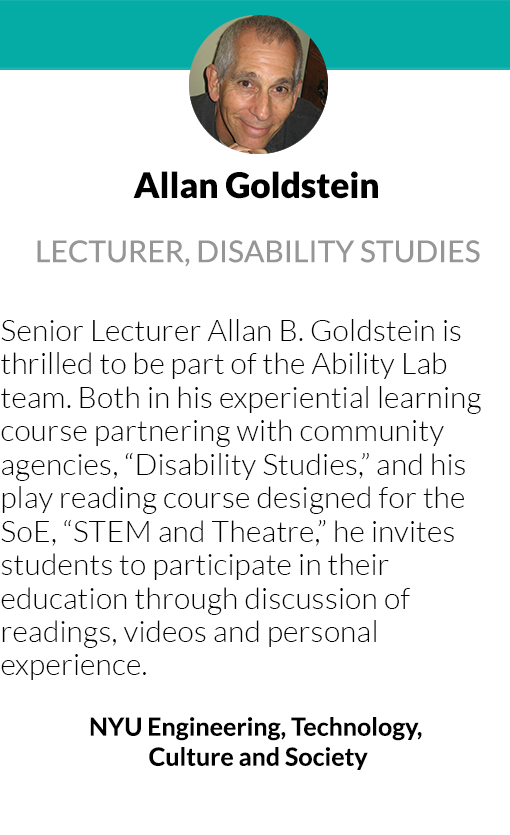 Allan Goldstein
LECTURER, DISABILITY STUDIES
Senior Lecturer Allan B. Goldstein is
thrilled to be part of the Ability Lab
team. Both in his experiential learning
course partnering with community
agencies, “Disability Studies,” and his
play reading course designed for the
SoE, “STEM and Theatre,” he invites
students to participate in their
education through discussion of
readings, videos and personal
experience.
NYU Engineering, Technology,
Culture and Society